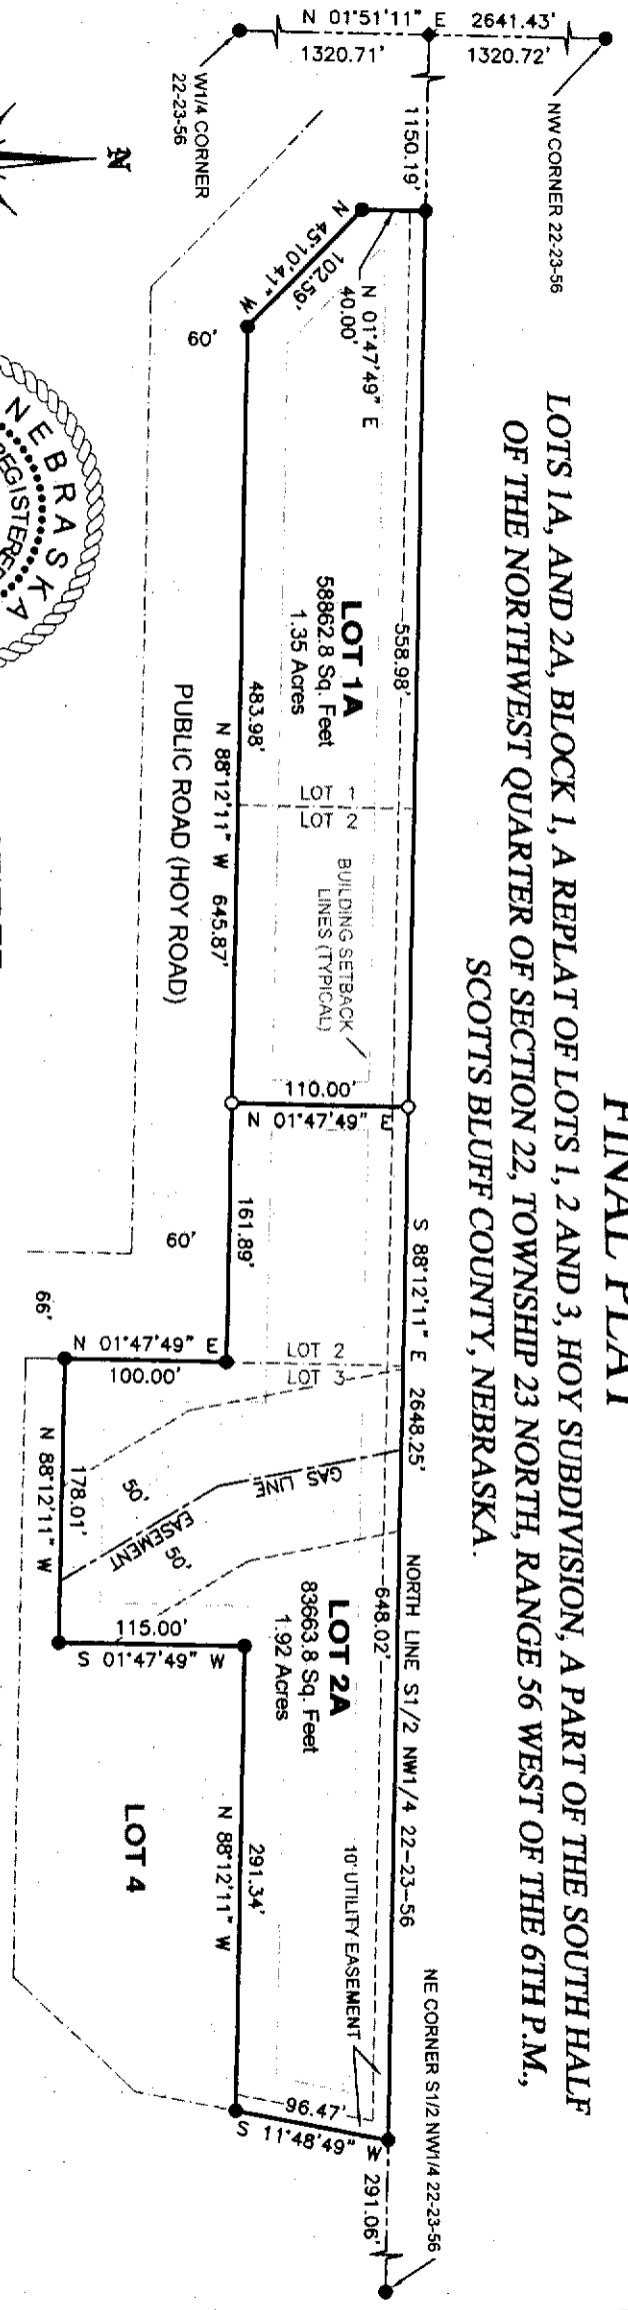 FINAL PLAT
LOTS 1A, AND 2A, BLOCK 1, A REPLAT OF LOTS 1, 2 AND 3, HOY SUBDIVISION, A PART OF THE SOUTH HALF
OF THE NORTHWEST QUARTER OF SECTION 22, TOWNSHIP 23 NORTH, RANGE 56 WEST OF THE 6TH P.M.,
SCOTTS BLUFF COUNTY, NEBRASKA.
NW CORNER 22-23-56
N 01°51'11" E 2641.43'
1320.71'
1320.72'
W1/4 CORNER
22-23-56
1150.19'
N 01°47'49" E
40.00'
N 45°10'41" W
102.59'
558.98'
LOT 1A
58862.8 Sq. Feet
1.35 Acres
483.98'
LOT 1
LOT 2
BUILDING SETBACK
LINES (TYPICAL)
N 88°12'11" W 645.87'
60'
PUBLIC ROAD (HOY ROAD)
110.00'
N 01°47'49" E
S 88°12'11" E 2648.25'
NORTH LINE S1/2 NW1/4 22-23-56
NE CORNER S1/2 NW1/4 22-23-56
161.89'
60'
66'
LOT 2
LOT 3
N 01°47'49" E
100.00'
GAS LINE
EASEMENT
50'
50'
178.01'
N 88°12'11" W
648.02'
LOT 2A
83663.8 Sq. Feet
1.92 Acres
115.00'
S 01°47'49" W
291.34'
N 88°12'11" W
LOT 4
10' UTILITY EASEMENT
96.47'
S 11°48'49" W
291.06'
N
NEBRASKA
REGISTERED